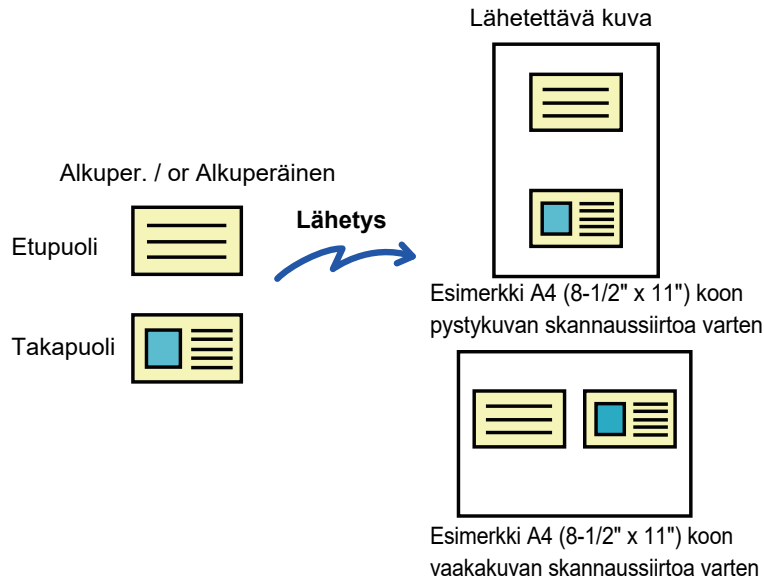 Lähetettävä kuva
Alkuper. / or Alkuperäinen
Etupuoli
Lähetys
Takapuoli
Esimerkki A4 (8-1/2" x 11") koon
pystykuvan skannaussiirtoa varten
Esimerkki A4 (8-1/2" x 11") koon
vaakakuvan skannaussiirtoa varten